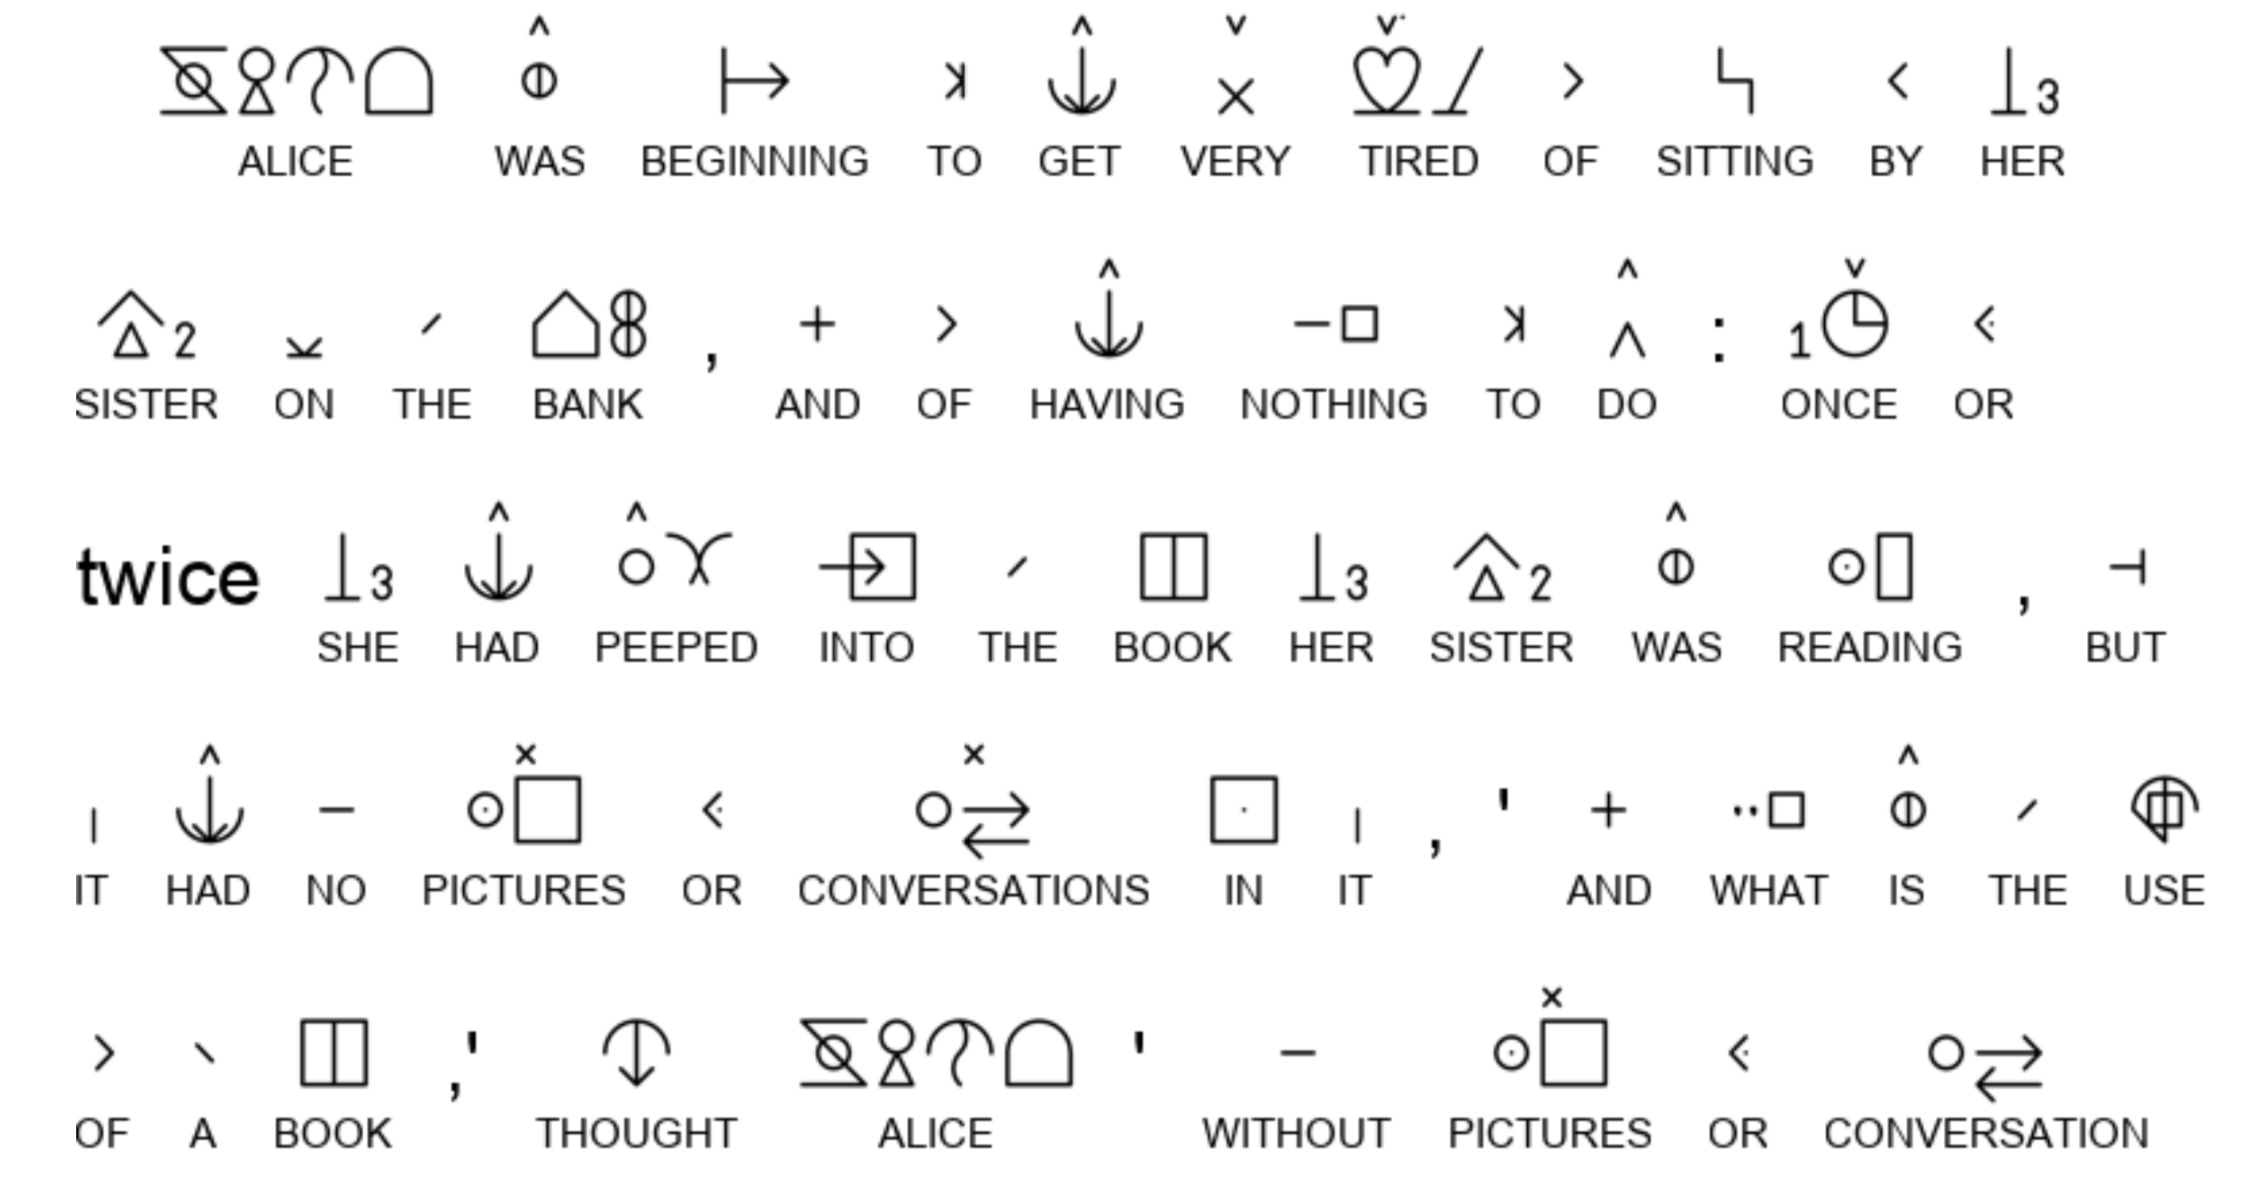 ALICE WAS BEGINNING TO GET VERY TIRED OF SITTING BY HER
SISTER ON THE BANK , AND OF HAVING NOTHING TO DO : ONCE OR
twice SHE HAD PEEPED INTO THE BOOK HER SISTER WAS READING , BUT
IT HAD NO PICTURES OR CONVERSATIONS IN IT , ' AND WHAT IS THE USE
OF A BOOK ,' THOUGHT ALICE ' WITHOUT PICTURES OR CONVERSATION